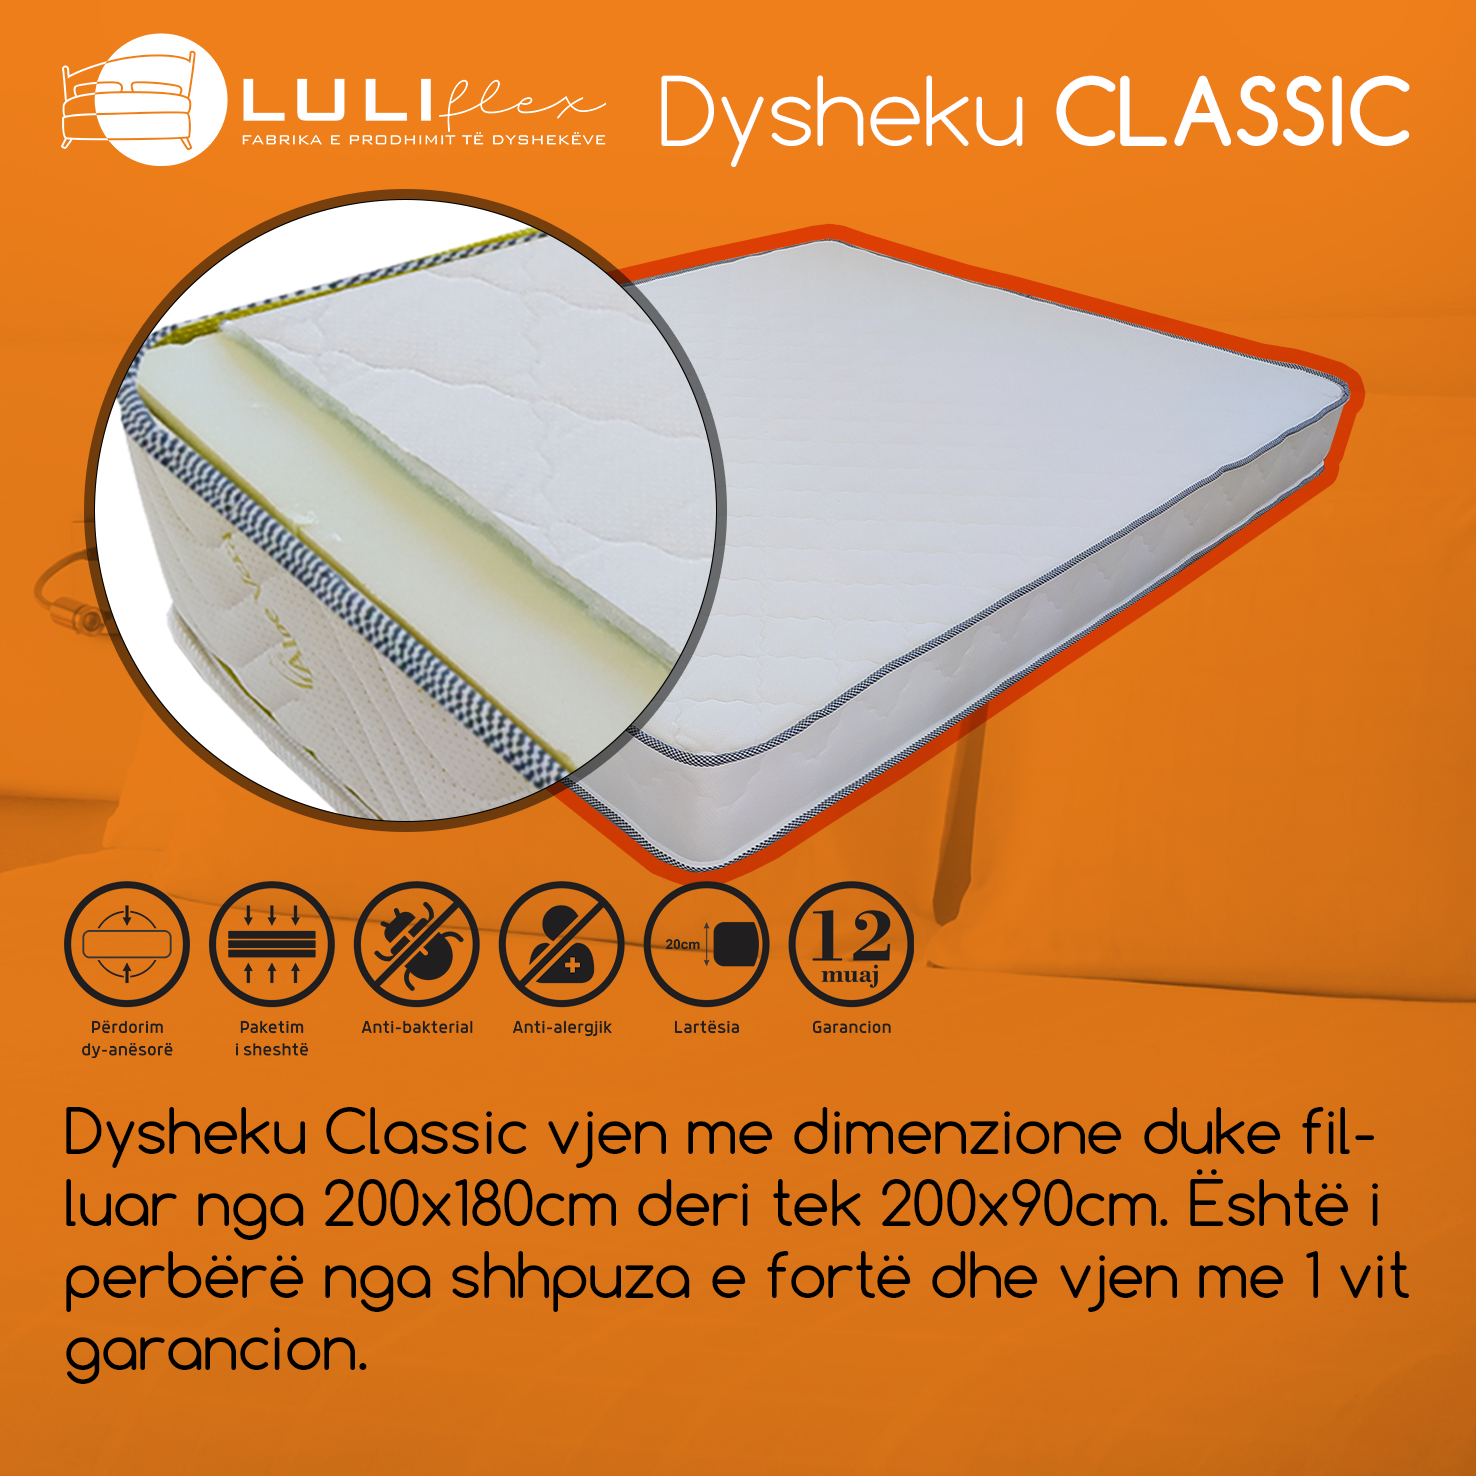 LULIflex
FABRIKA E PRODHIMIT TË DYSHEKËVE
Dysheku CLASSIC
Aloe Vera
20cm
12
muaj
Përdorim
dy-anësorë
Paketim
i sheshtë
Anti-bakterial
Anti-alergjik
Lartësia
Garancion
Dysheku Classic vjen me dimenzione duke fil-
luar nga 200x180cm deri tek 200x90cm. Është i
perbërë nga shhpuza e fortë dhe vjen me 1 vit
garancion.